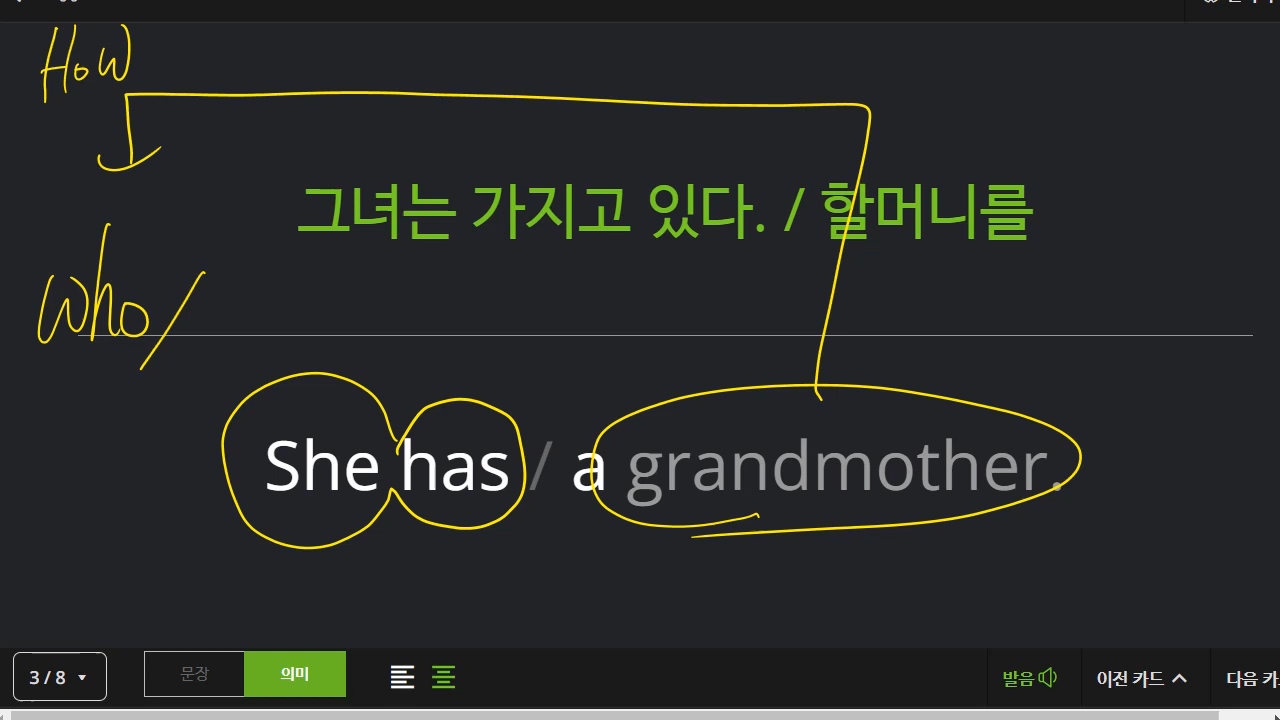 How
그녀는 가지고 있다. / 할머니를
who/
She has / a grandmother.
3 / 8
문장
의미
발음
이전 카드
다음 카